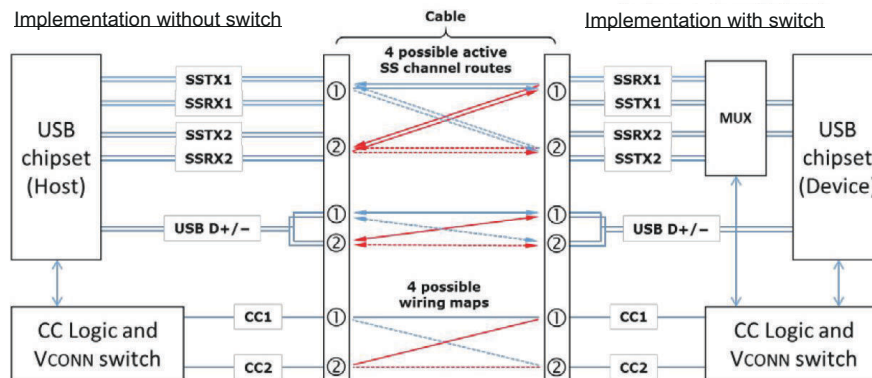 Implementation without switch
Cable
Implementation with switch
4 possible active
SS channel routes
USB
chipset
(Host)
SSTX1
SSRX1
SSTX2
SSRX2
USB D+/−
①
②
①
②
①
②
①
②
①
②
①
②
SSRX1
SSTX1
SSRX2
SSTX2
USB D+/−
MUX
USB
chipset
(Device)
4 possible
wiring maps
CC Logic and
VCONN switch
CC1
CC2
CC1
CC2
CC Logic and
VCONN switch